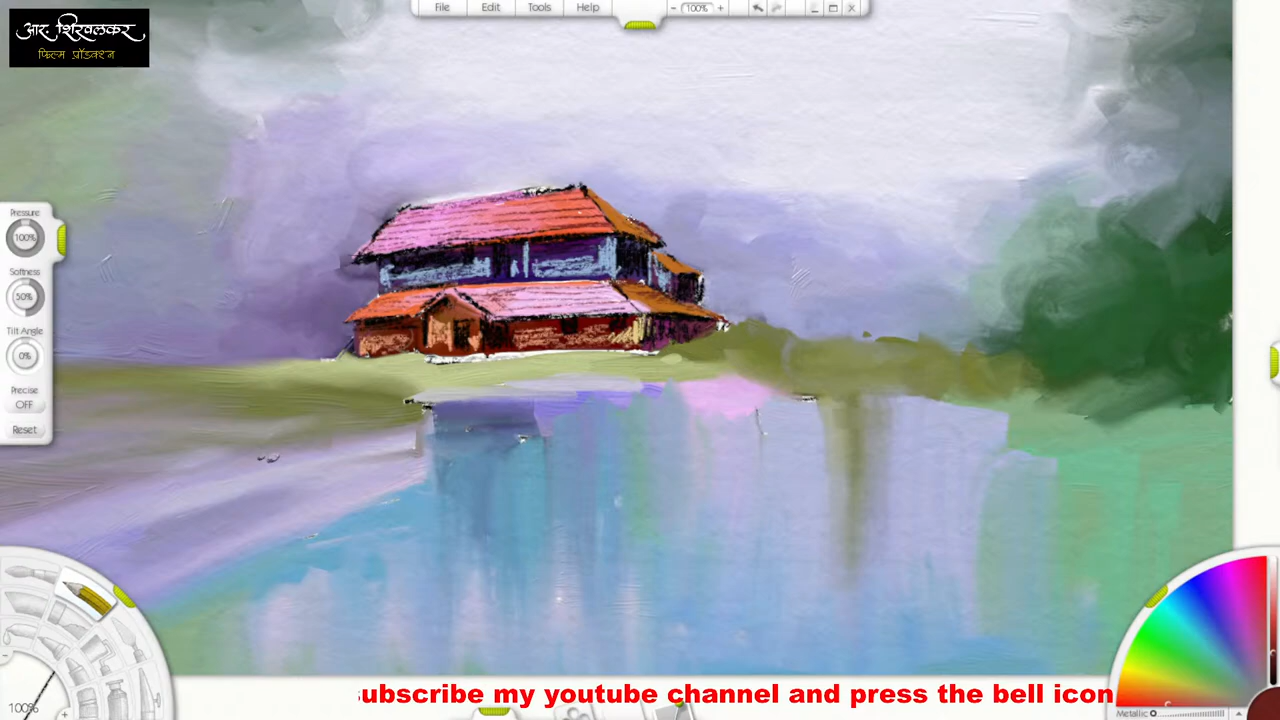 आर. शिरवलकर
फिल्म प्रॉडक्शन
File Edit Tools Help
- 100% +
Pressure
100%
Softness
50%
Tilt Angle
0%
Precise
OFF
Reset
100%
Metallic
ubscribe my youtube channel and press the bell icon